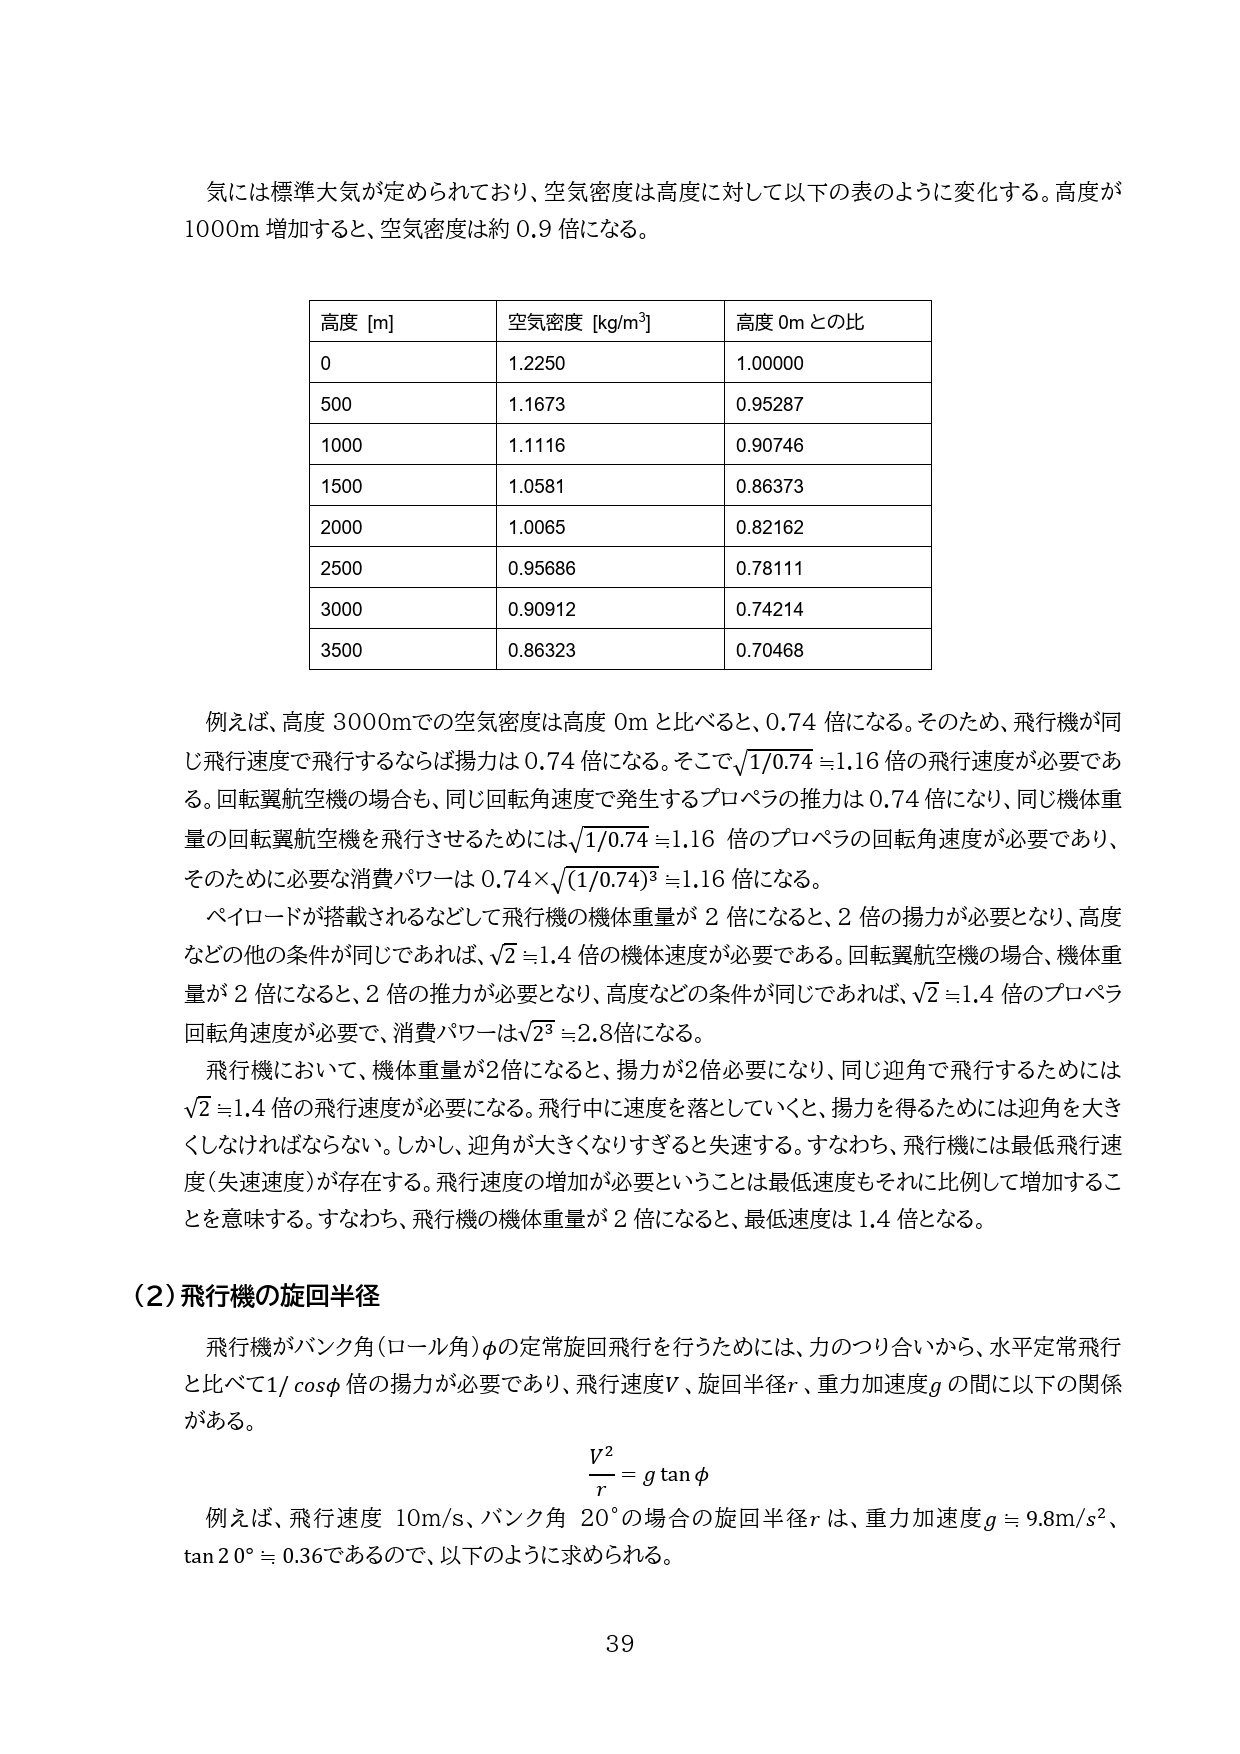 気には標準大気が定められており、空気密度は高度に対して以下の表のように変化する。高度が
1000m 増加すると、空気密度は約 0.9 倍になる。
高度 [m] 空気密度 [kg/m³] 高度 0m との比
0 1.2250 1.00000
500 1.1673 0.95287
1000 1.1116 0.90746
1500 1.0581 0.86373
2000 1.0065 0.82162
2500 0.95686 0.78111
3000 0.90912 0.74214
3500 0.86323 0.70468
例えば、高度 3000mでの空気密度は高度 0m と比べると、0.74 倍になる。そのため、飛行機が同
じ飛行速度で飛行するならば揚力は 0.74 倍になる。そこで√1/0.74 ≒1.16 倍の飛行速度が必要であ
る。回転翼航空機の場合も、同じ回転角速度で発生するプロペラの推力は 0.74 倍になり、同じ機体重
量の回転翼航空機を飛行させるためには√1/0.74 ≒1.16 倍のプロペラの回転角速度が必要であり、
そのために必要な消費パワーは 0.74×√(1/0.74)³ ≒1.16 倍になる。
ペイロードが搭載されるなどして飛行機の機体重量が 2 倍になると、2 倍の揚力が必要となり、高度
などの他の条件が同じであれば、√2 ≒1.4 倍の機体速度が必要である。回転翼航空機の場合、機体重
量が 2 倍になると、2 倍の推力が必要となり、高度などの条件が同じであれば、√2 ≒1.4 倍のプロペラ
回転角速度が必要で、消費パワーは√2³ ≒2.8倍になる。
飛行機において、機体重量が2倍になると、揚力が2倍必要になり、同じ迎角で飛行するためには
√2 ≒1.4 倍の飛行速度が必要になる。飛行中に速度を落としていくと、揚力を得るためには迎角を大き
くしなければならない。しかし、迎角が大きくなりすぎると失速する。すなわち、飛行機には最低飛行速
度(失速速度)が存在する。飛行速度の増加が必要ということは最低速度もそれに比例して増加するこ
とを意味する。すなわち、飛行機の機体重量が 2 倍になると、最低速度は 1.4 倍となる。
(2) 飛行機の旋回半径
飛行機がバンク角(ロール角)ϕの定常旋回飛行を行うためには、力のつり合いから、水平定常飛行
と比べて1/ cosϕ 倍の揚力が必要であり、飛行速度V 、旋回半径r 、重力加速度g の間に以下の関係
がある。
V²/r = g tan ϕ
例えば、飛行速度 10m/s、バンク角 20°の場合の旋回半径r は、重力加速度g ≒ 9.8m/s²、
tan 2 0° ≒ 0.36であるので、以下のように求められる。
39